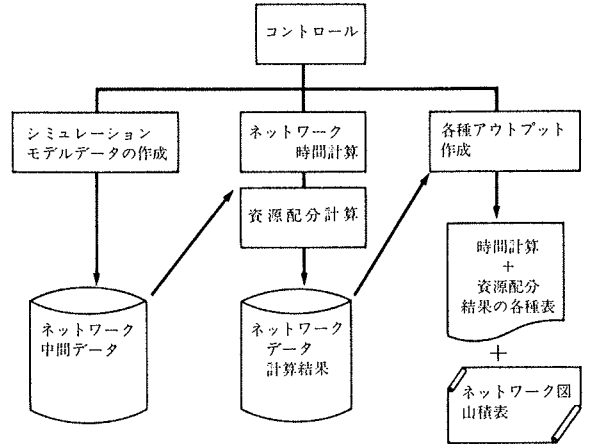 コントロール
シミュレーション
モデルデータの作成
ネットワーク
時間計算
資源配分計算
各種アウトプット
作成
ネットワーク
中間データ
ネットワーク
データ
計算結果
時間計算
+
資源配分
結果の各種表
+
ネットワーク図
山積表